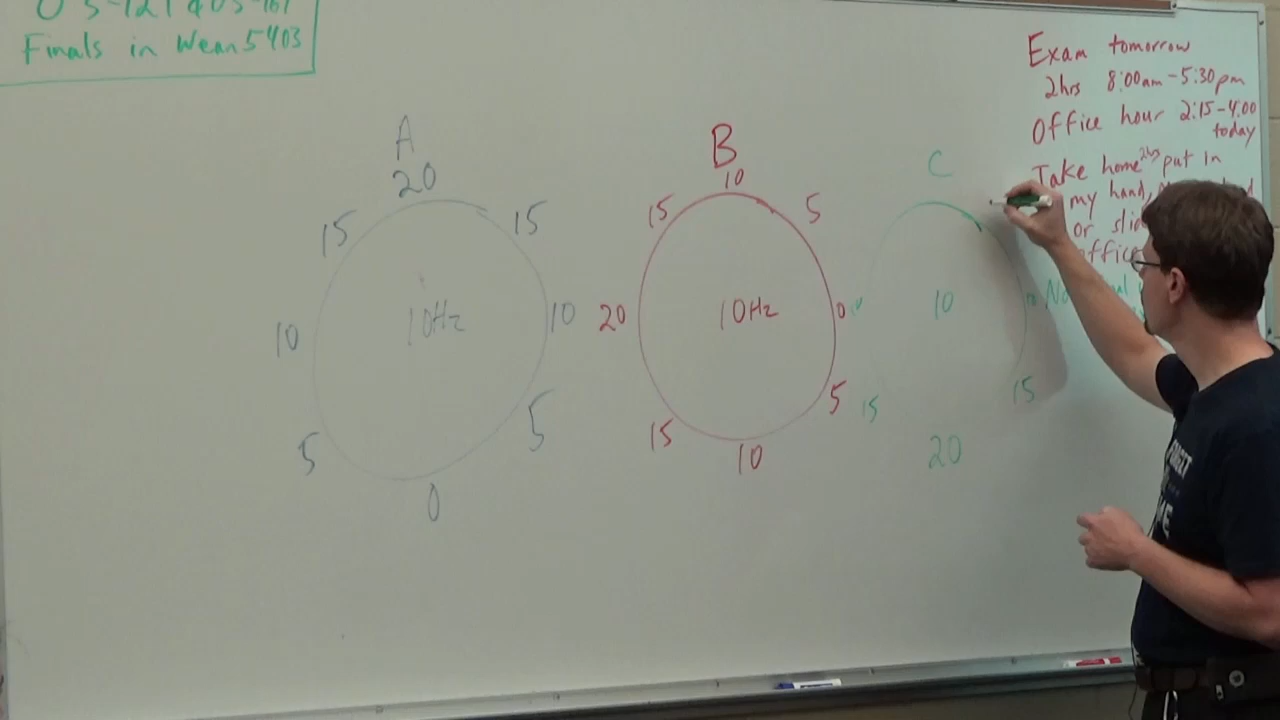 Finals in Wean 5403
Exam tomorrow
2hrs 8:00am-5:30pm
Office hour 2:15-4:00
today
Take home 2hrs put in
my hand,
or
office
A
20
15
15
10
10Hz
10
5
5
0
B
10
15
5
20
10Hz
0
15
5
10
C
10
15
15
20